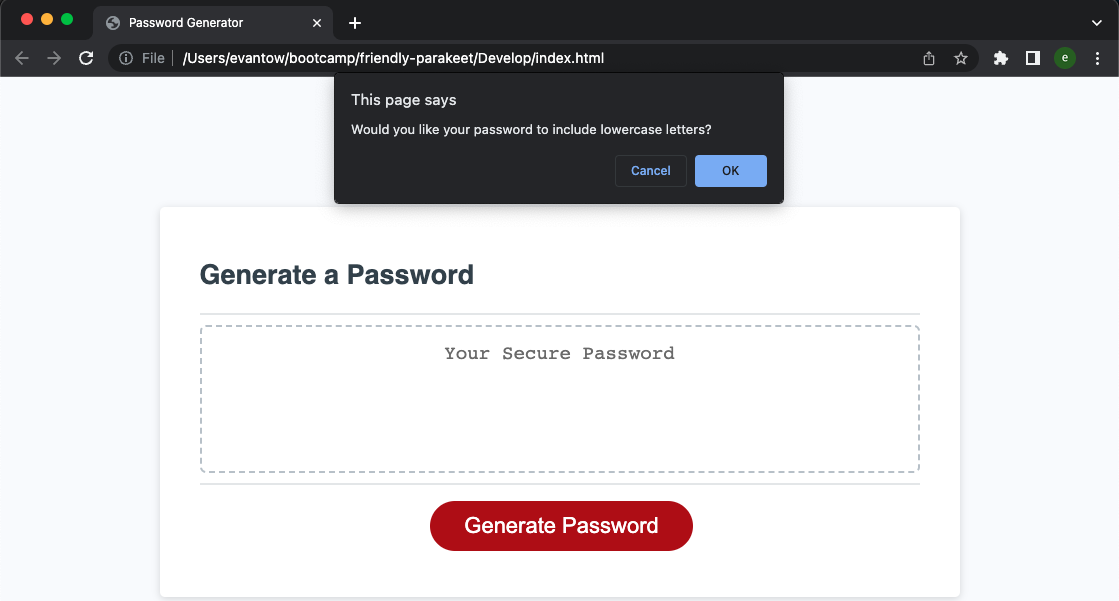 Password Generator
File /Users/evantow/bootcamp/friendly-parakeet/Develop/index.html
e
This page says
Would you like your password to include lowercase letters?
Cancel OK
Generate a Password
Your Secure Password
Generate Password